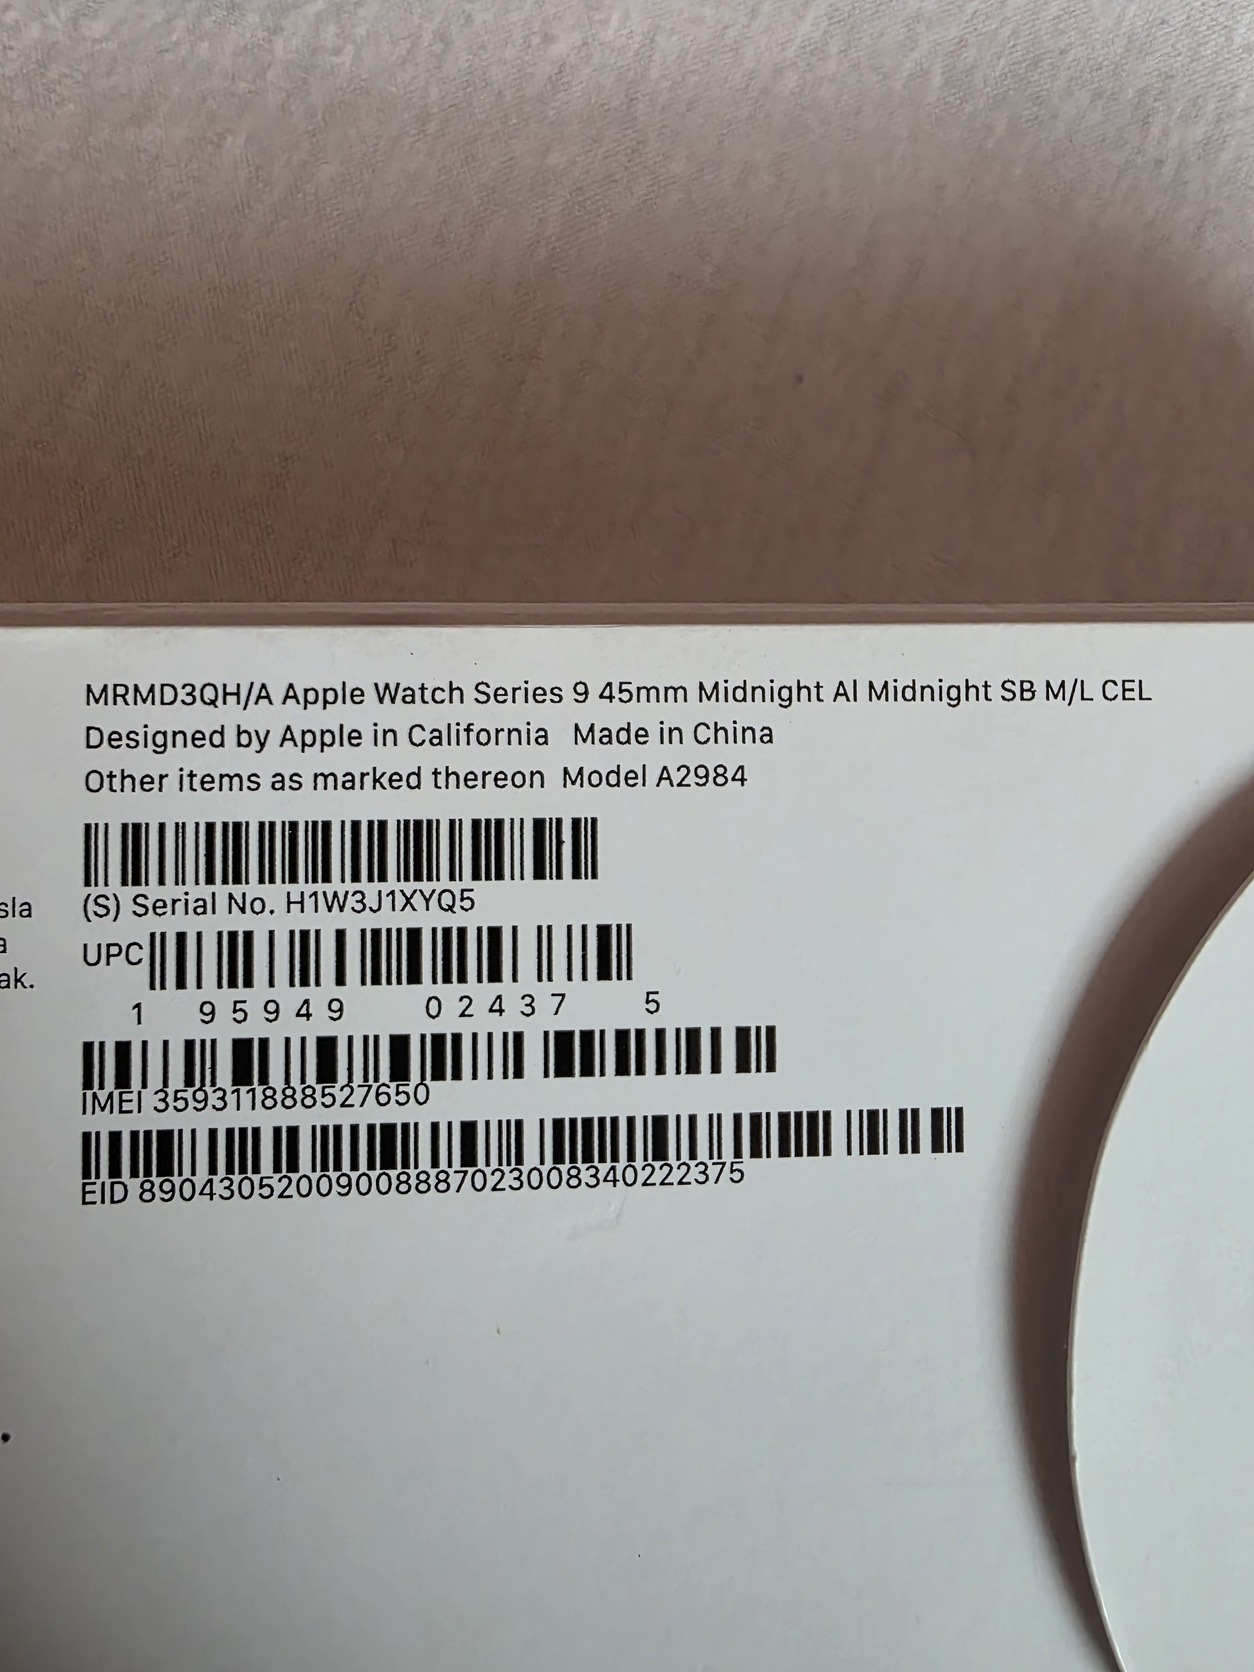 MRMD3QH/A Apple Watch Series 9 45mm Midnight Al Midnight SB M/L CEL
Designed by Apple in California Made in China
Other items as marked thereon Model A2984
sla
(S) Serial No. H1W3J1XYQ5
a
UPC
ak.
1 95949 02437 5
IMEI 359311888527650
EID 89043052009008887023008340222375